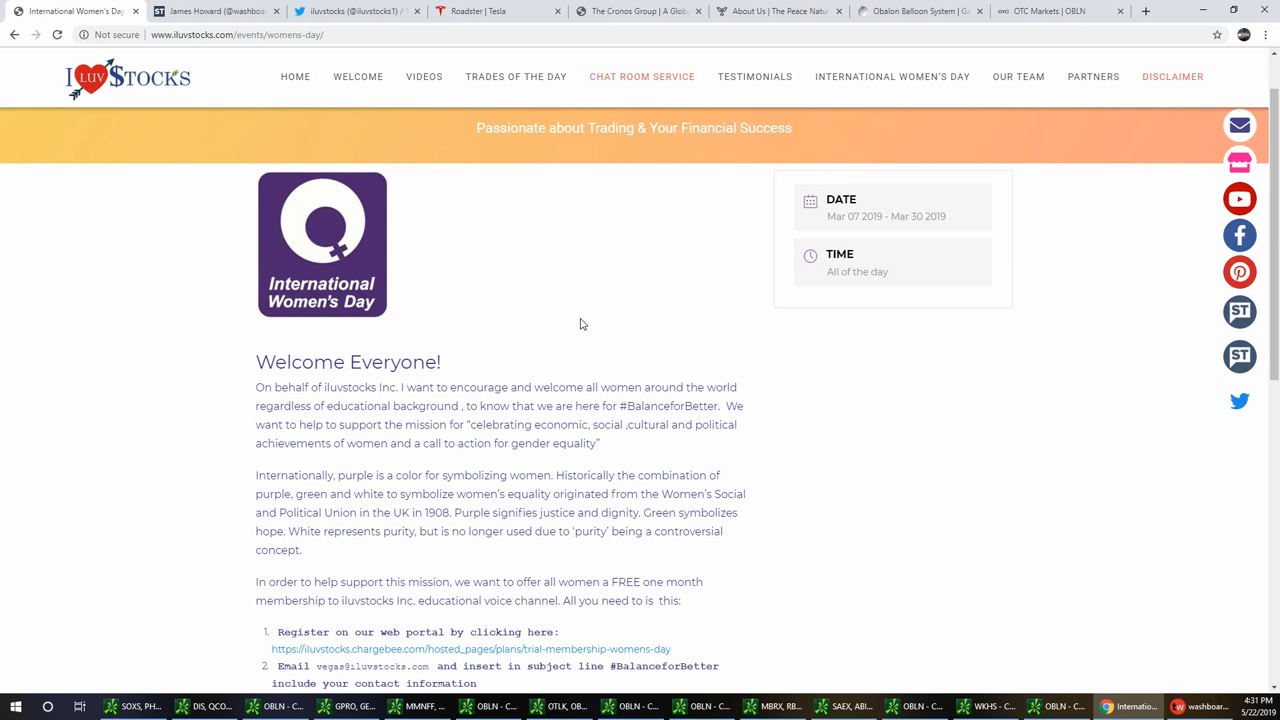 International Women's Day
James Howard (@washboa
iluvstocks (@iluvstocks1) / T
Roadster | Tesla
The Cronos Group | A Globa
About Us | The Peace Natur
Obalon Balloon System | Ga
OTC Markets | OBLN
Not secure | www.iluvstocks.com/events/womens-day/
I LUV $TOCKS
HOME WELCOME VIDEOS TRADES OF THE DAY CHAT ROOM SERVICE TESTIMONIALS INTERNATIONAL WOMEN'S DAY OUR TEAM PARTNERS DISCLAIMER
Passionate about Trading & Your Financial Success
International
Women's Day
DATE
Mar 07 2019 - Mar 30 2019
TIME
All of the day
ST
ST
Welcome Everyone!
On behalf of iluvstocks Inc. I want to encourage and welcome all women around the world
regardless of educational background , to know that we are here for #BalanceforBetter. We
want to help to support the mission for "celebrating economic, social ,cultural and political
achievements of women and a call to action for gender equality"
Internationally, purple is a color for symbolizing women. Historically the combination of
purple, green and white to symbolize women's equality originated from the Women's Social
and Political Union in the UK in 1908. Purple signifies justice and dignity. Green symbolizes
hope. White represents purity, but is no longer used due to 'purity' being a controversial
concept.
In order to help support this mission, we want to offer all women a FREE one month
membership to iluvstocks Inc. educational voice channel. All you need to is this:
1. Register on our web portal by clicking here:
https://iluvstocks.chargebee.com/hosted_pages/plans/trial-membership-womens-day
2. Email vegas@iluvstocks.com and insert in subject line #BalanceforBetter
include your contact information
SOXS, PH... DIS, QCO... OBLN - C... GPRO, GE... MMNFF, ... OBLN - C... OTLK, OB... OBLN - C... OBLN - C... MBRX, RB... SAEX, ABI... OBLN - C... WKHS - C... OBLN - C... Internatio... washboar...
4:31 PM
5/22/2019